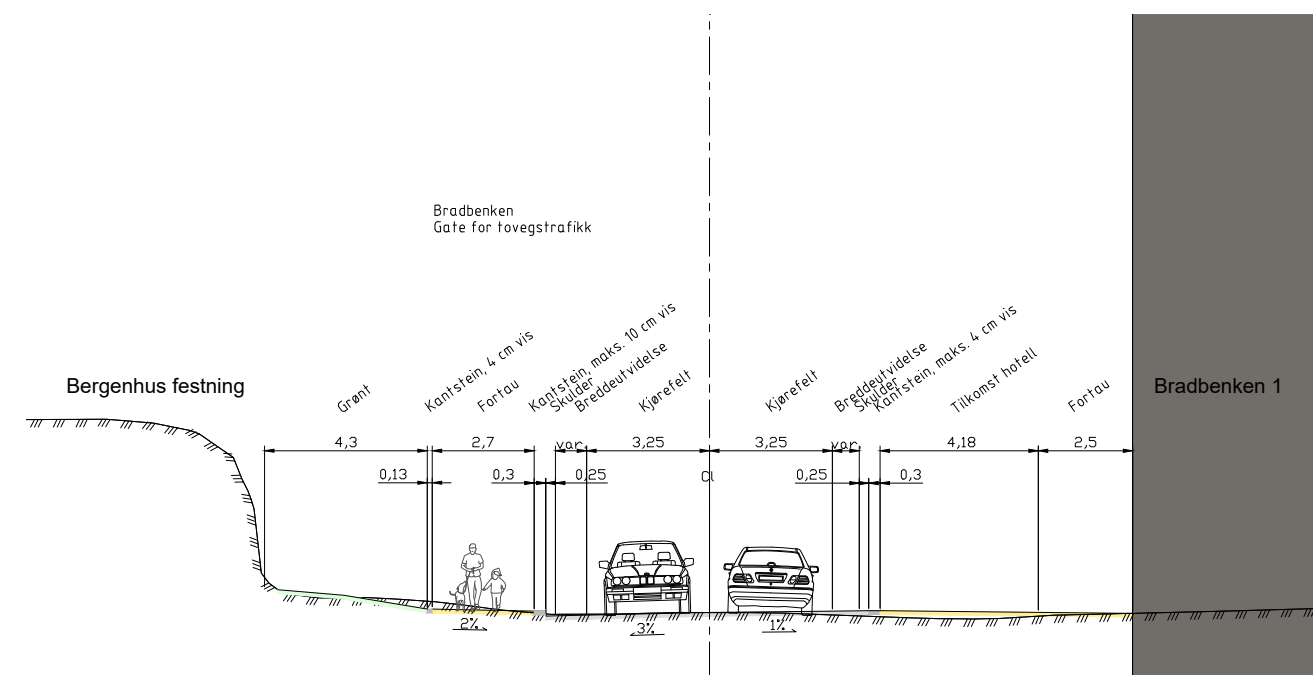 Bradbenken
Gate for tovegstrafikk
Bergenhus festning
Bradbenken 1
Grønt
Kantstein, 4 cm vis
Fortau
Kantstein, maks. 10 cm vis
Skulder
Breddeutvidelse
Kjørefelt
Kjørefelt
Breddeutvidelse
Skulder
Kantstein, maks. 4 cm vis
Tilkomst hotell
Fortau
4,3
2,7
var.
3,25
3,25
var.
4,18
2,5
0,13
0,3
0,25
Cl
0,25
0,3
2%
3%
1%